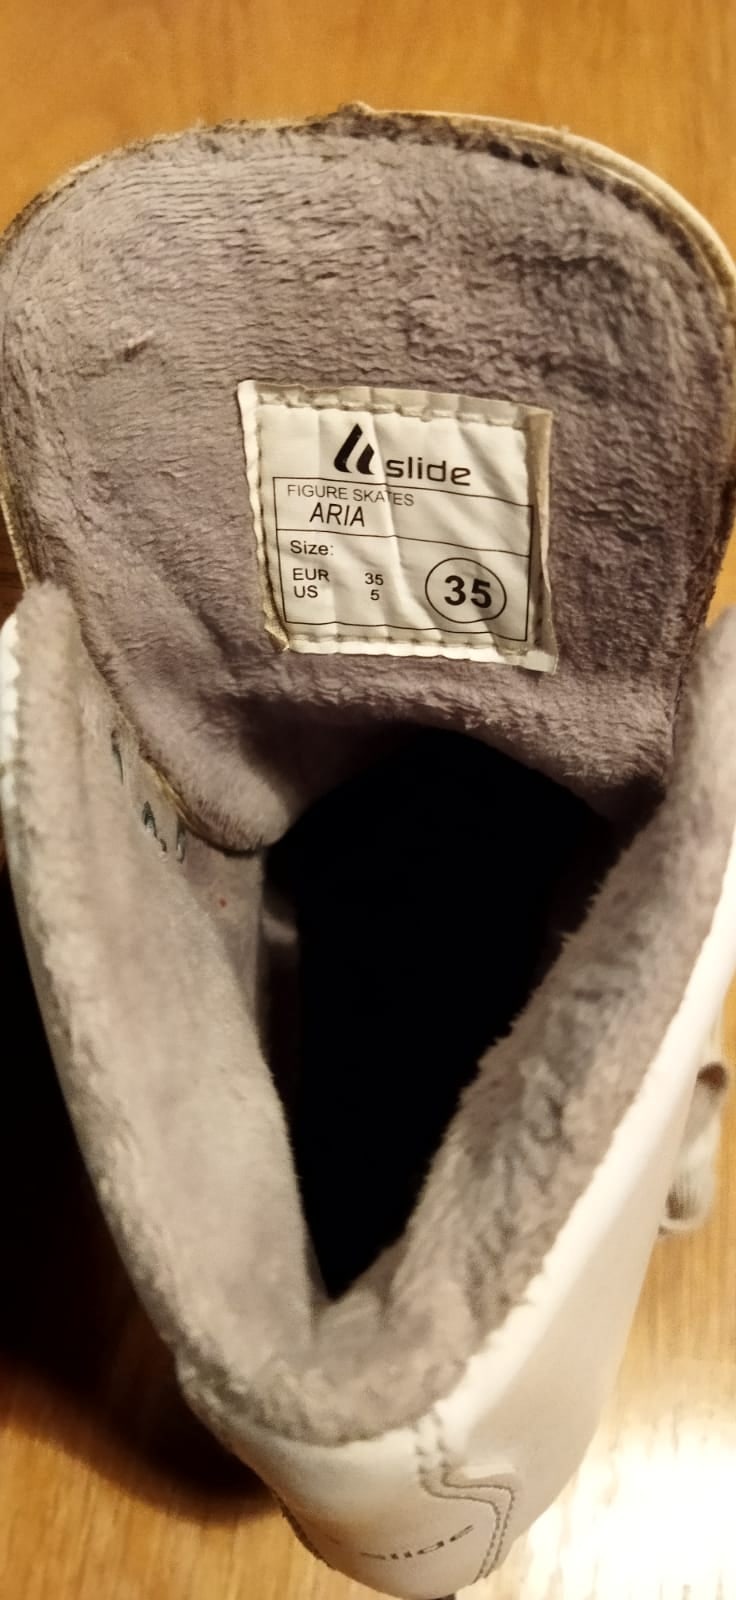 slide
FIGURE SKATES
ARIA
Size:
EUR 35
US 5
35
slide